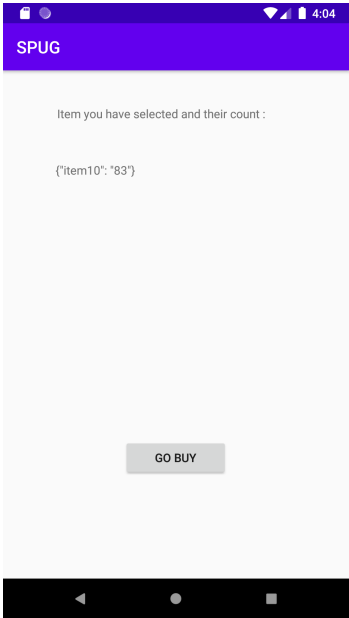 4:04
SPUG
Item you have selected and their count :
{"item10": "83"}
GO BUY